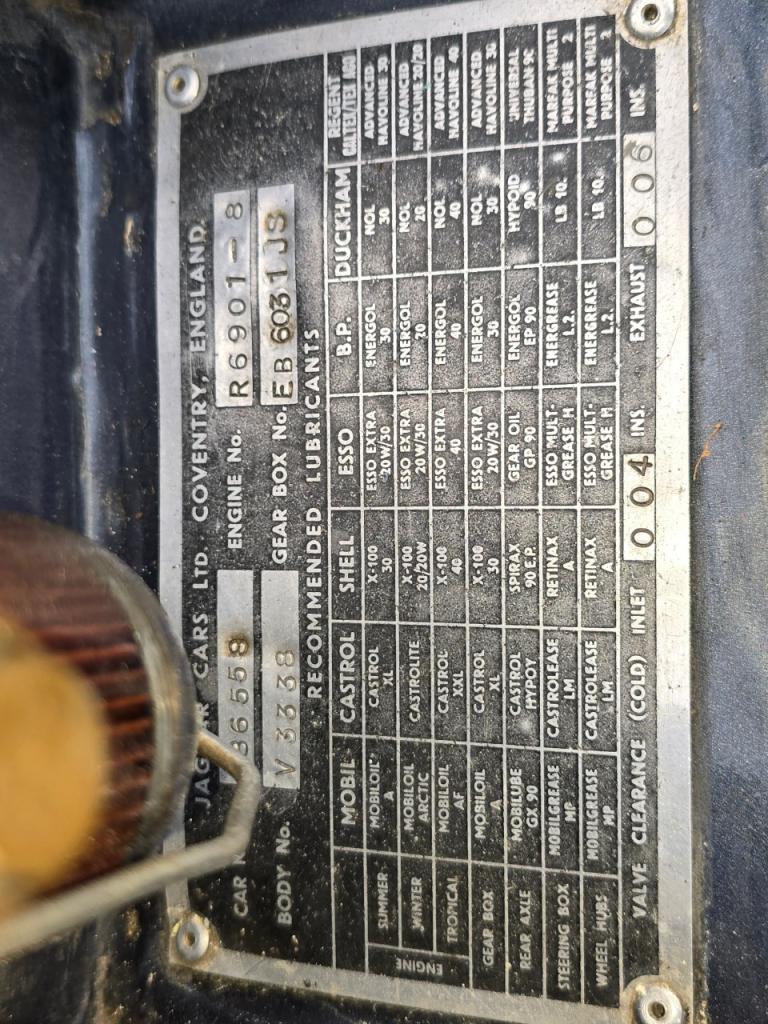 JAGUAR CARS LTD. COVENTRY, ENGLAND.
CAR 86558 ENGINE No. R6901-8
BODY No. V3338 GEAR BOX No. EB 6031JS
RECOMMENDED LUBRICANTS
MOBIL CASTROL SHELL ESSO B.P. DUCKHAM REGENT CALTEX/TEXACO
ENGINE
SUMMER MOBILOIL A CASTROL XL X-100 30 ESSO EXTRA 20W/30 ENERGOL 30 NOL 30 ADVANCED HAVOLINE 30
WINTER MOBILOIL ARCTIC CASTROLITE X-100 20/20W ESSO EXTRA 20W/30 ENERGOL 20 NOL 20 ADVANCED HAVOLINE 20/20
TROPICAL MOBILOIL AF CASTROL XXL X-100 40 ESSO EXTRA 40 ENERGOL 40 NOL 40 ADVANCED HAVOLINE 40
GEAR BOX MOBILOIL A CASTROL XL X-100 30 ESSO EXTRA 20W/30 ENERGOL 30 NOL 30 ADVANCED HAVOLINE 30
REAR AXLE MOBILUBE GX 90 CASTROL HYPOY SPIRAX 90 E.P. GEAR OIL GP 90 ENERGOL EP 90 HYPOID 90 UNIVERSAL THUBAN 90
STEERING BOX MOBILGREASE MP CASTROLEASE LM RETINAX A ESSO MULT- GREASE H ENERGREASE L.2. LB 10. MARFAK MULTI PURPOSE 2
WHEEL HUBS MOBILGREASE MP CASTROLEASE LM RETINAX A ESSO MULT- GREASE H ENERGREASE L.2. LB 10. MARFAK MULTI PURPOSE 2
VALVE CLEARANCE (COLD) INLET 004 INS. EXHAUST 006 INS.